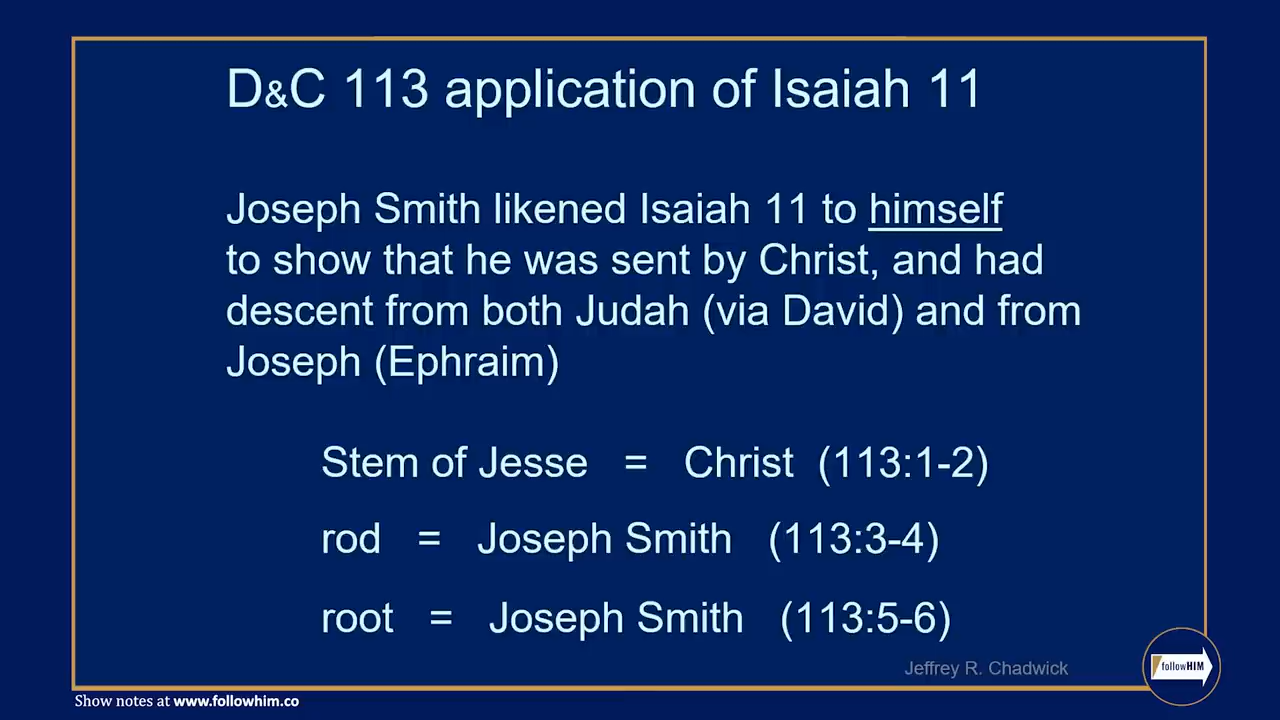 D&C 113 application of Isaiah 11
Joseph Smith likened Isaiah 11 to himself
to show that he was sent by Christ, and had
descent from both Judah (via David) and from
Joseph (Ephraim)
Stem of Jesse = Christ (113:1-2)
rod = Joseph Smith (113:3-4)
root = Joseph Smith (113:5-6)
Jeffrey R. Chadwick
followHIM
Show notes at www.followhim.co